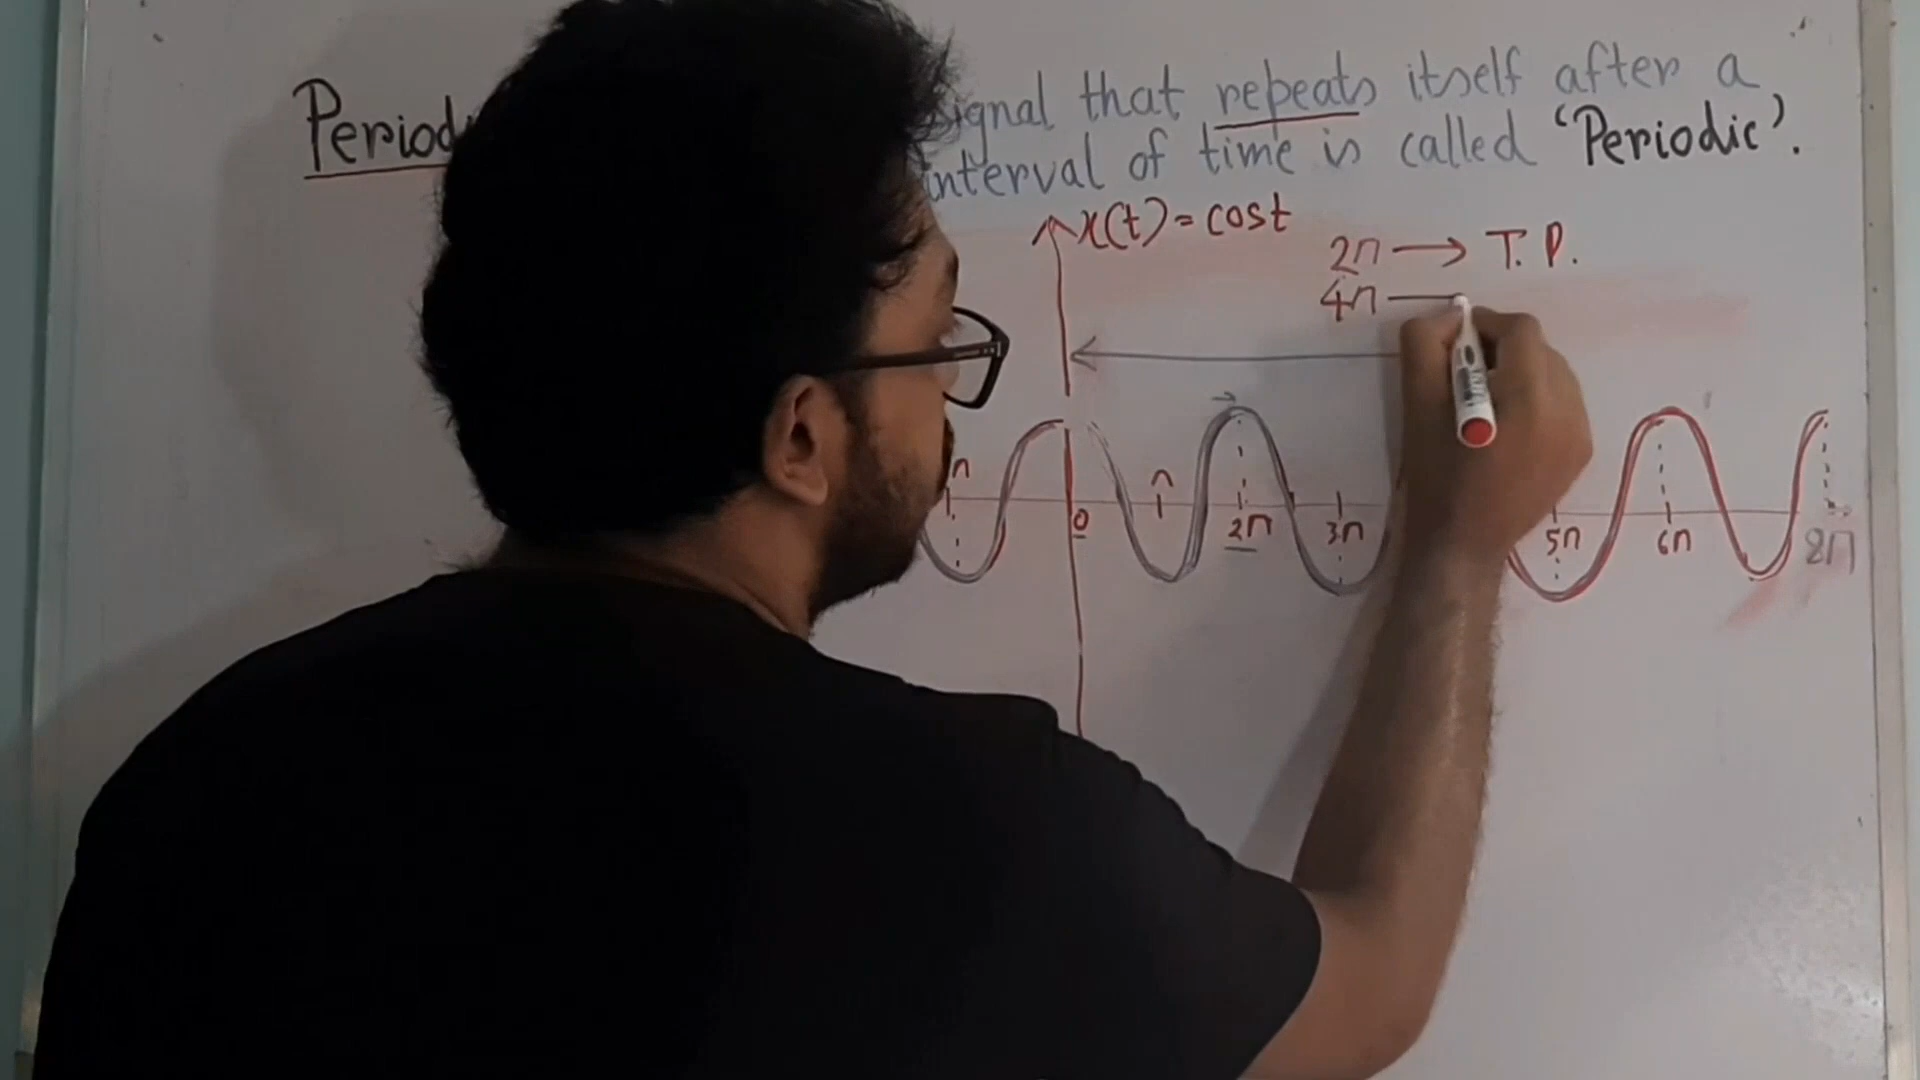 Period signal that repeats itself after a
interval of time is called 'Periodic'.
x(t) = cost
2π → T. P.
4π —
π 0 π 2π 3π 5π 6π 8π